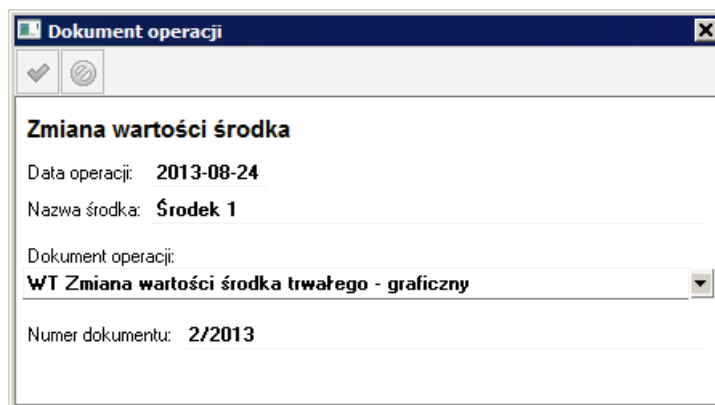 Dokument operacji
Zmiana wartości środka
Data operacji: 2013-08-24
Nazwa środka: Środek 1
Dokument operacji:
WT Zmiana wartości środka trwałego - graficzny
Numer dokumentu: 2/2013